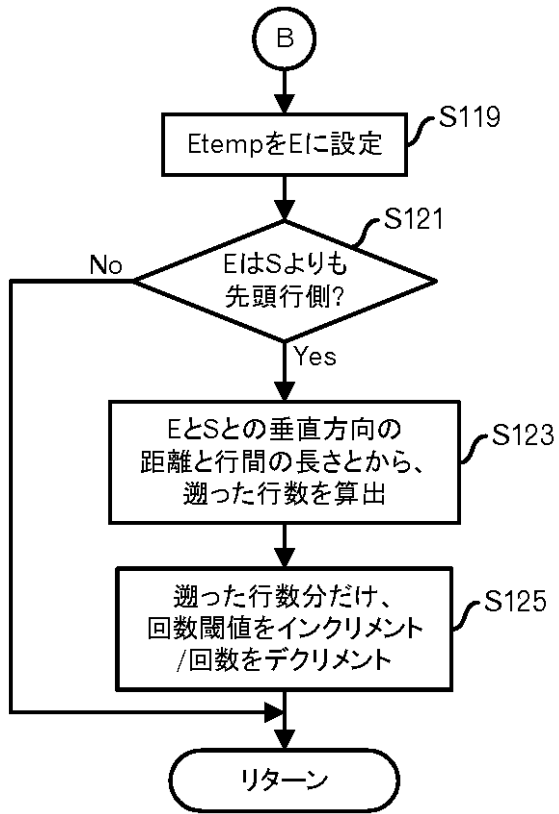 B
EtempをEに設定
S119
EはSよりも
先頭行側?
S121
No
Yes
EとSとの垂直方向の
距離と行間の長さとから、
遡った行数を算出
S123
遡った行数分だけ、
回数閾値をインクリメント
/回数をデクリメント
S125
リターン